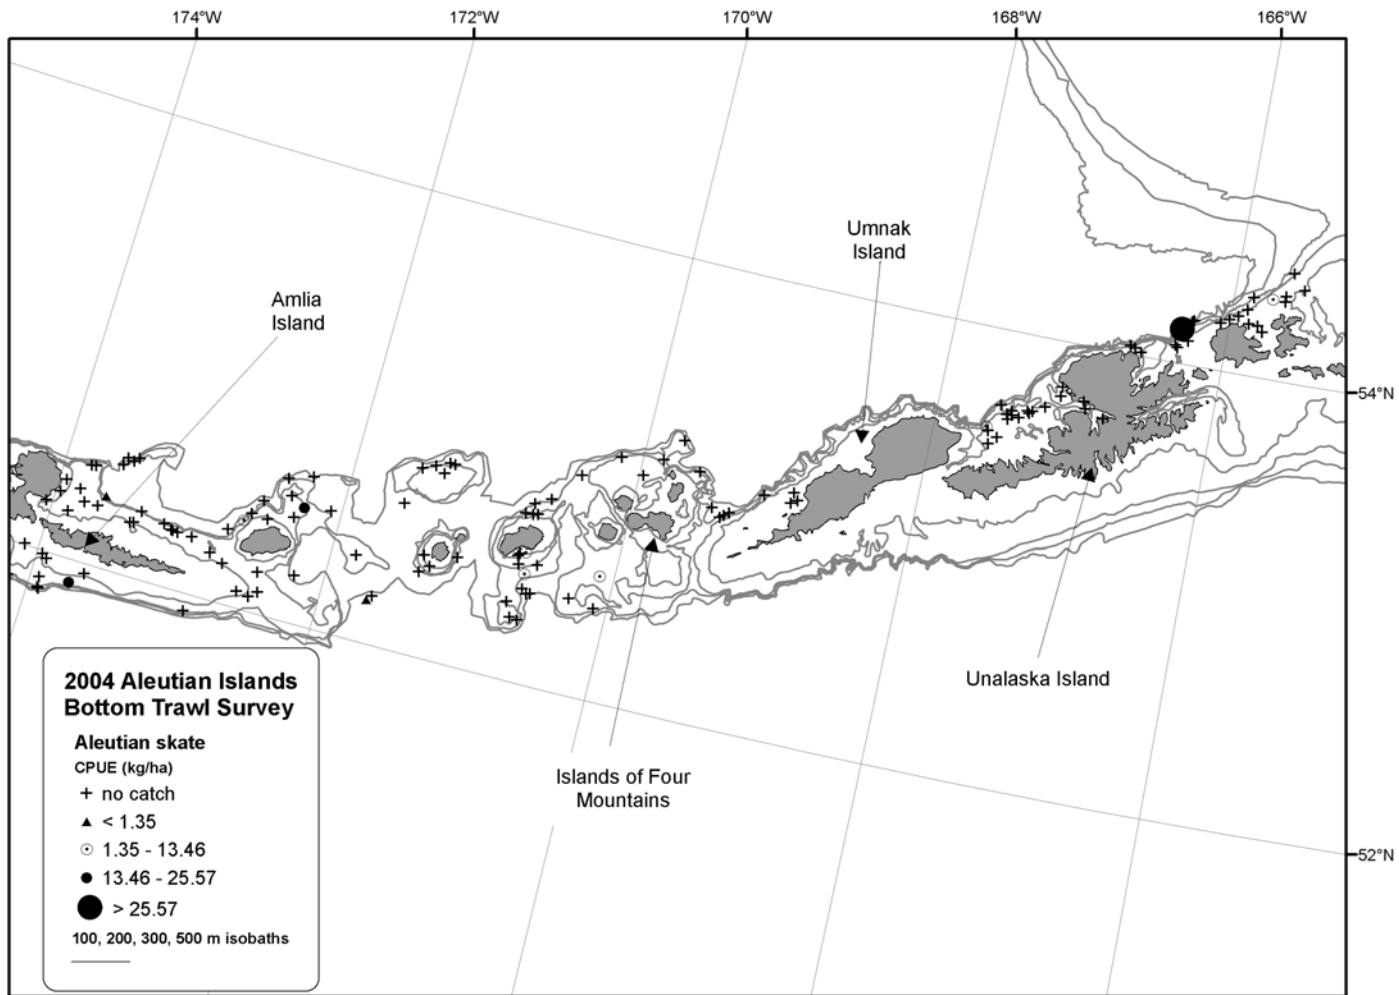 174°W
172°W
170°W
168°W
166°W
Umnak
Island
Amlia
Island
54°N
Unalaska Island
Islands of Four
Mountains
52°N
2004 Aleutian Islands
Bottom Trawl Survey
Aleutian skate
CPUE (kg/ha)
no catch
< 1.35
1.35 - 13.46
13.46 - 25.57
> 25.57
100, 200, 300, 500 m isobaths